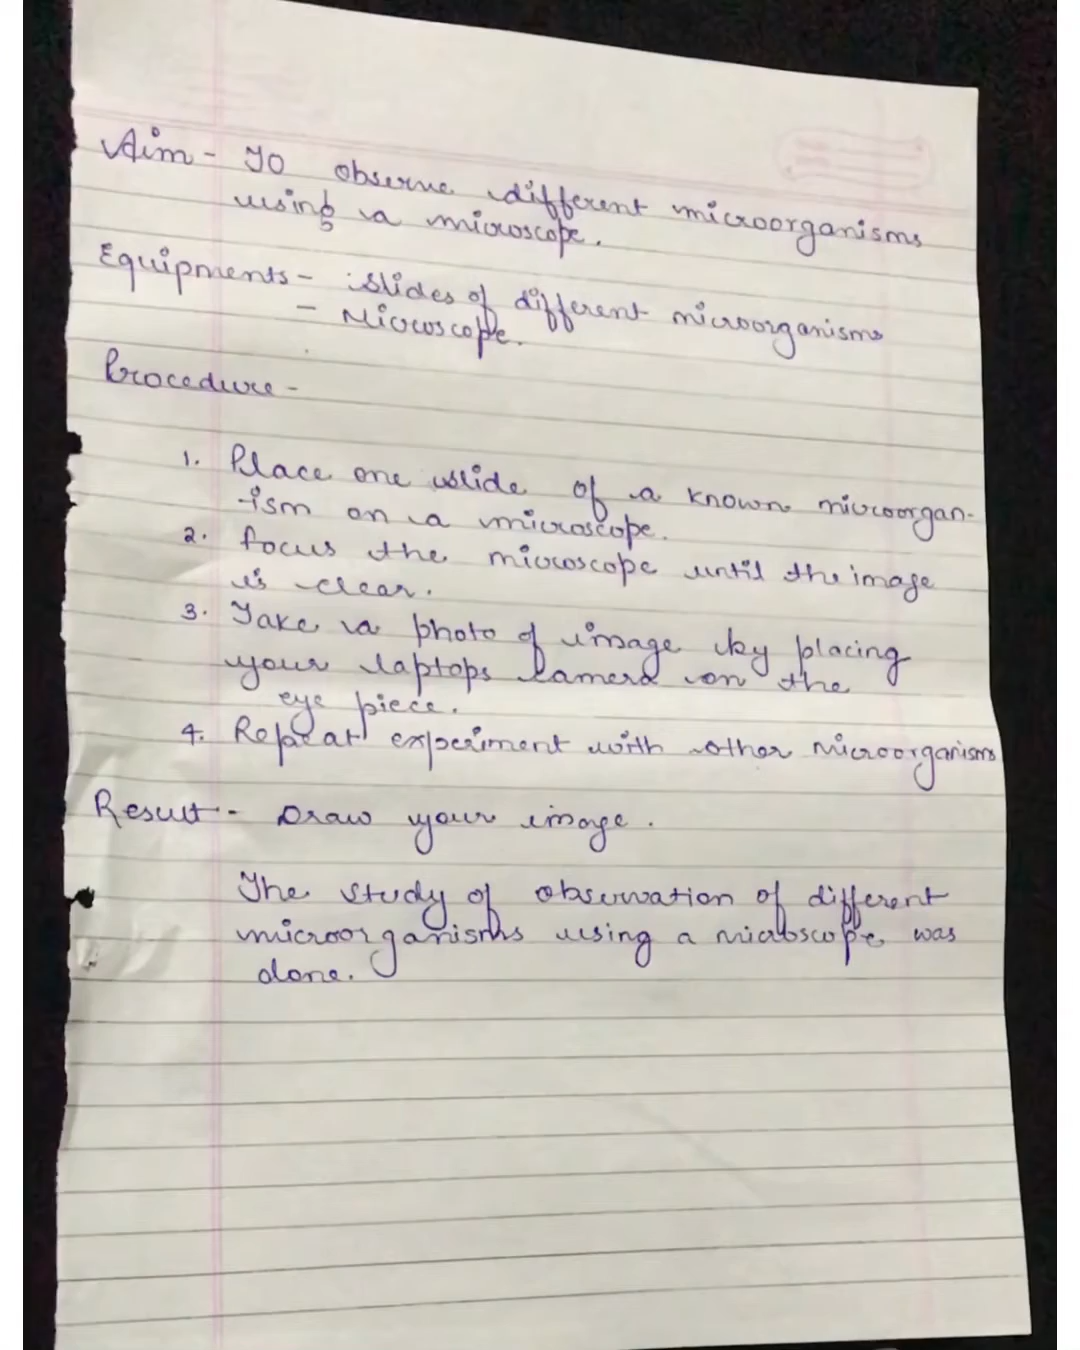 Aim - To observe different microorganisms
using a microscope.
Equipments - slides of different microorganisms
- Microscope.
Procedure -
1. Place one slide of a known microorgan-
-ism on a microscope.
2. focus the microscope until the image
is clear.
3. Take a photo of image by placing
your laptops camera on the
eye piece.
4. Repeat experiment with other microorganisms
Result - Draw your image.
The study of observation of different
microorganisms using a microscope was
done.